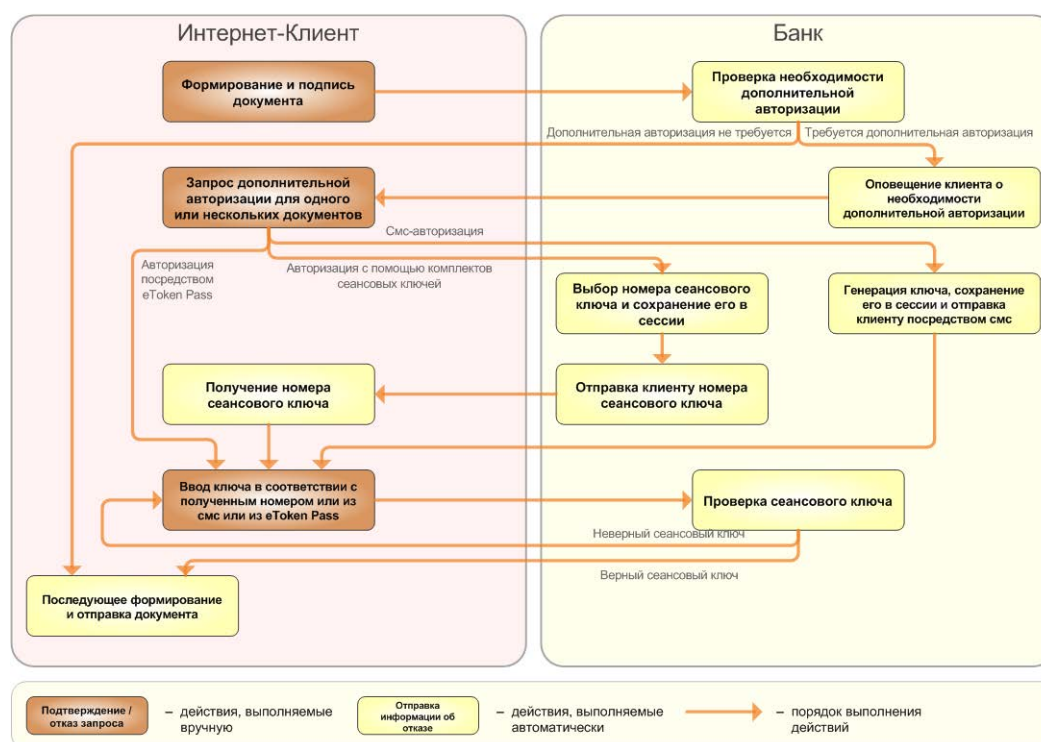 Интернет-Клиент
Банк
Формирование и подпись
документа
Проверка необходимости
дополнительной
авторизации
Дополнительная авторизация не требуется
Требуется дополнительная авторизация
Запрос дополнительной
авторизации для одного
или нескольких документов
Оповещение клиента о
необходимости
дополнительной авторизации
Смс-авторизация
Авторизация
посредством
eToken Pass
Авторизация с помощью комплектов
сеансовых ключей
Выбор номера сеансового
ключа и сохранение его в
сессии
Генерация ключа, сохранение
его в сессии и отправка
клиенту посредством смс
Получение номера
сеансового ключа
Отправка клиенту номера
сеансового ключа
Ввод ключа в соответствии с
полученным номером или из
смс или из eToken Pass
Проверка сеансового ключа
Неверный сеансовый ключ
Верный сеансовый ключ
Последующее формирование
и отправка документа
Подтверждение /
отказ запроса
– действия, выполняемые
вручную
Отправка
информации об
отказе
– действия, выполняемые
автоматически
– порядок выполнения
действий